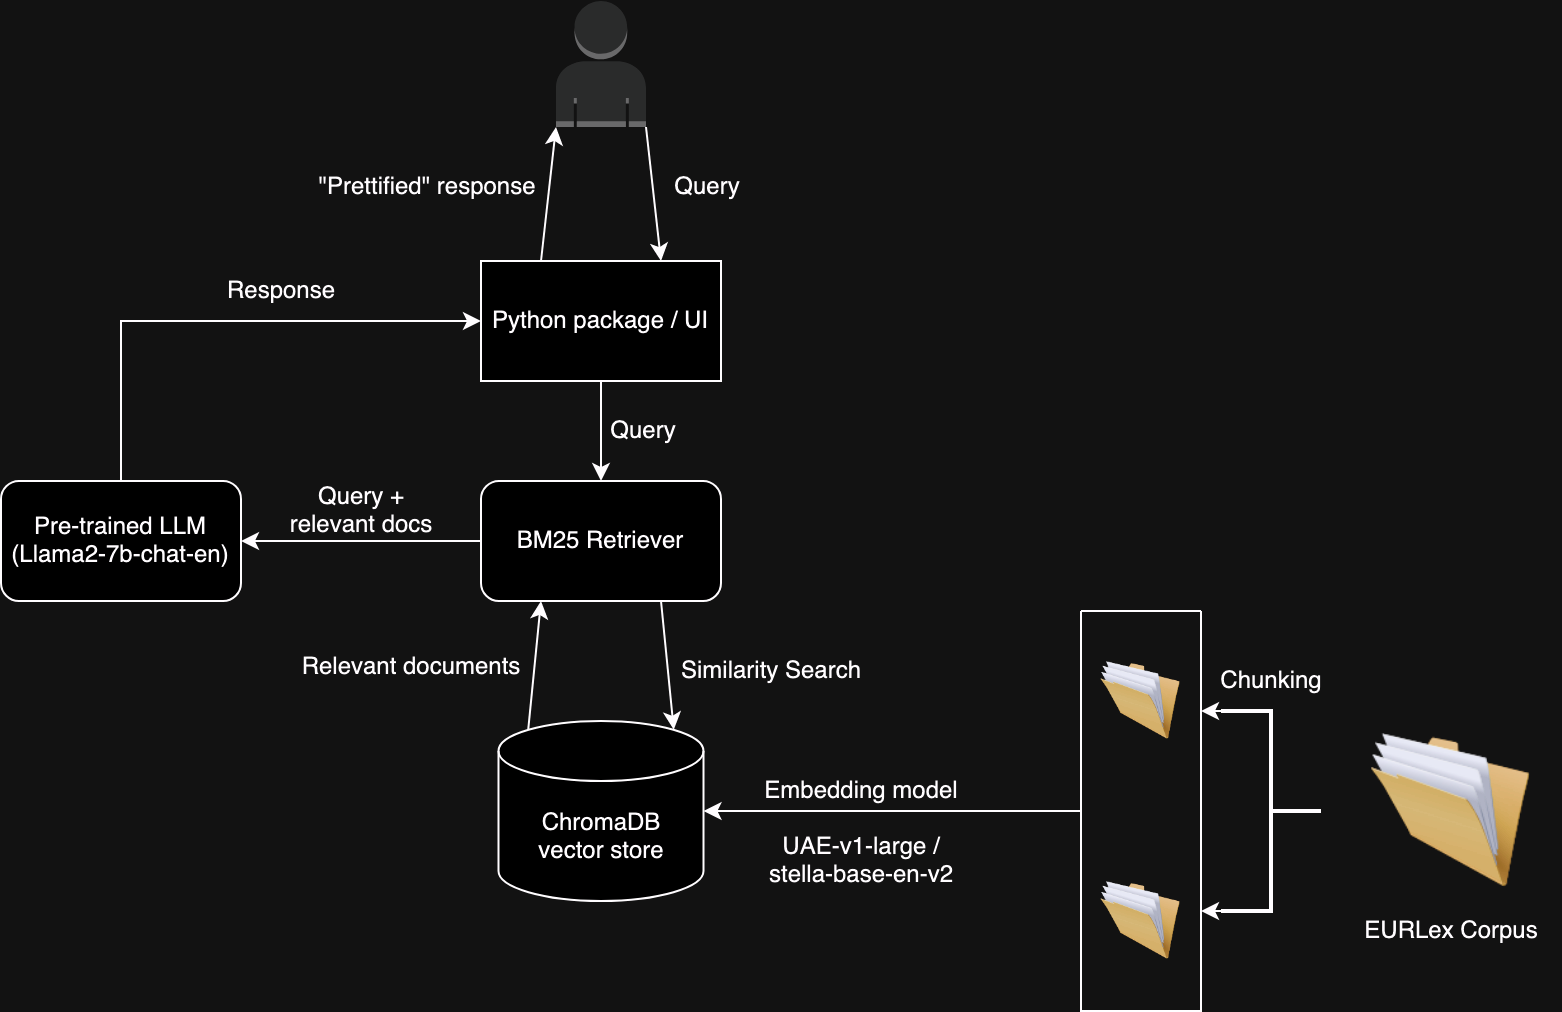 "Prettified" response
Query
Response
Python package / UI
Query
Query +
relevant docs
Pre-trained LLM
(Llama2-7b-chat-en)
BM25 Retriever
Relevant documents
Similarity Search
Chunking
Embedding model
ChromaDB
vector store
UAE-v1-large /
stella-base-en-v2
EURLex Corpus